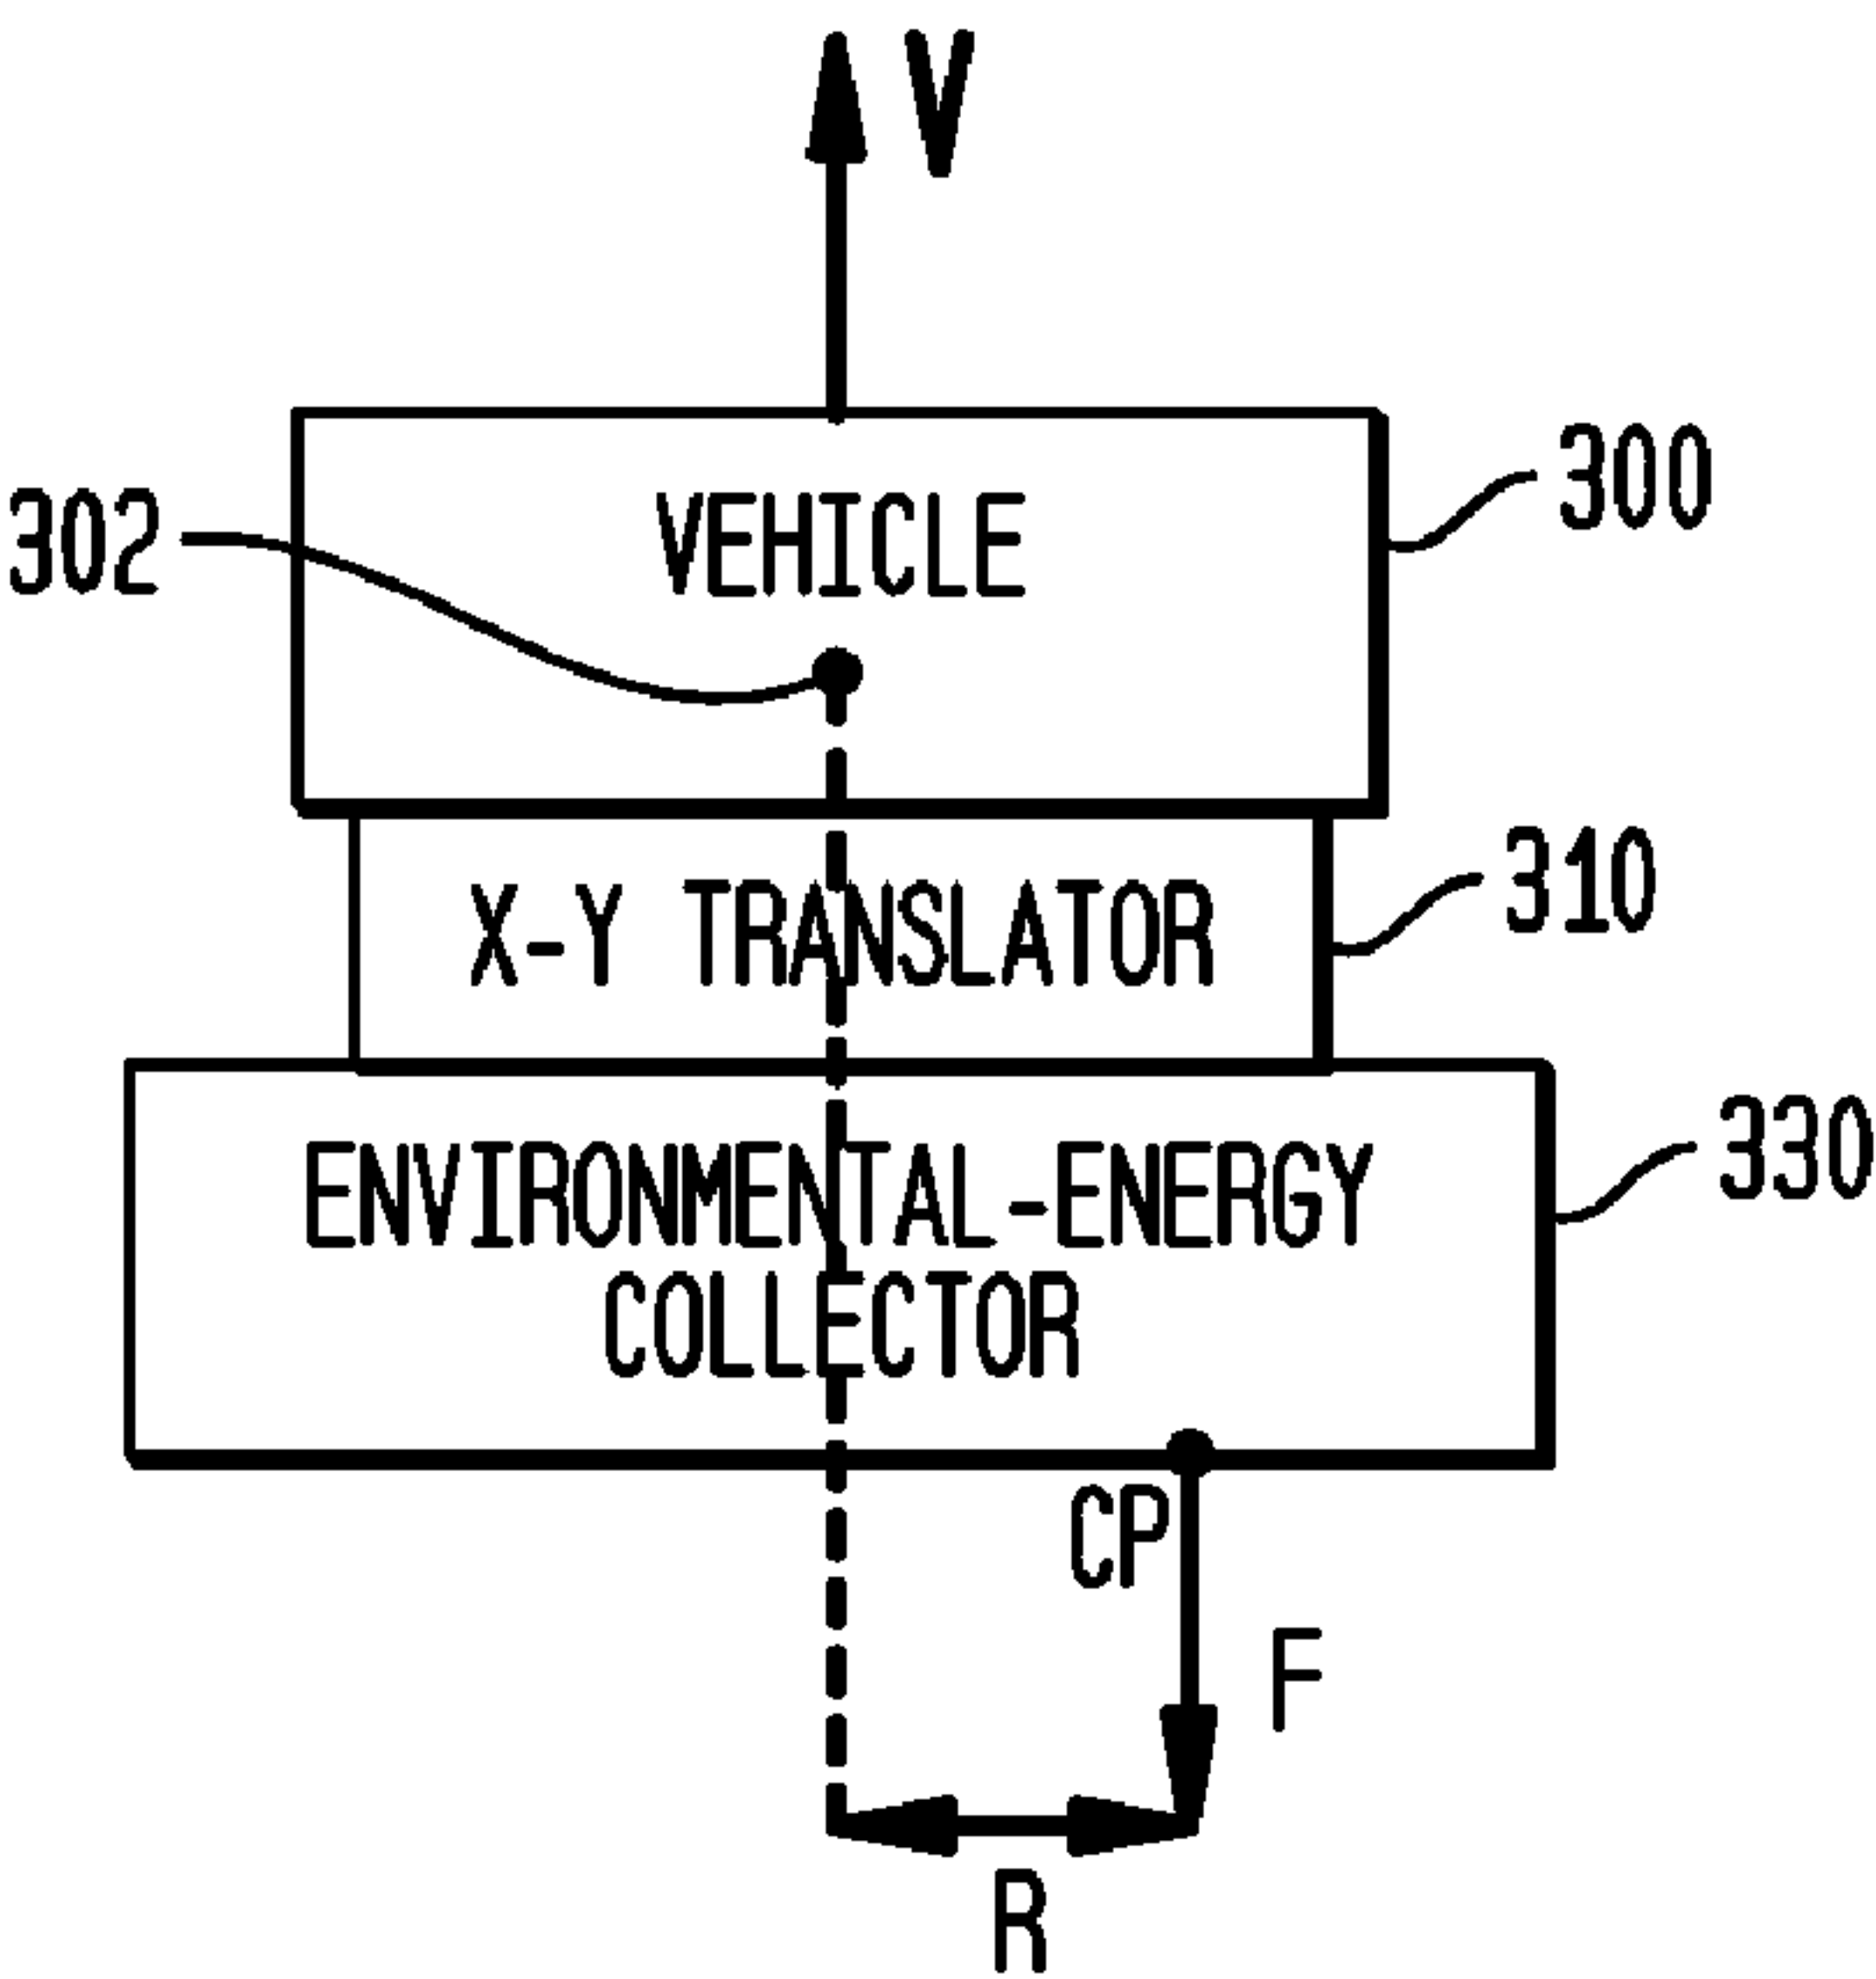 V
300
302
VEHICLE
310
X-Y TRANSLATOR
330
ENVIRONMENTAL-ENERGY
COLLECTOR
CP
F
R